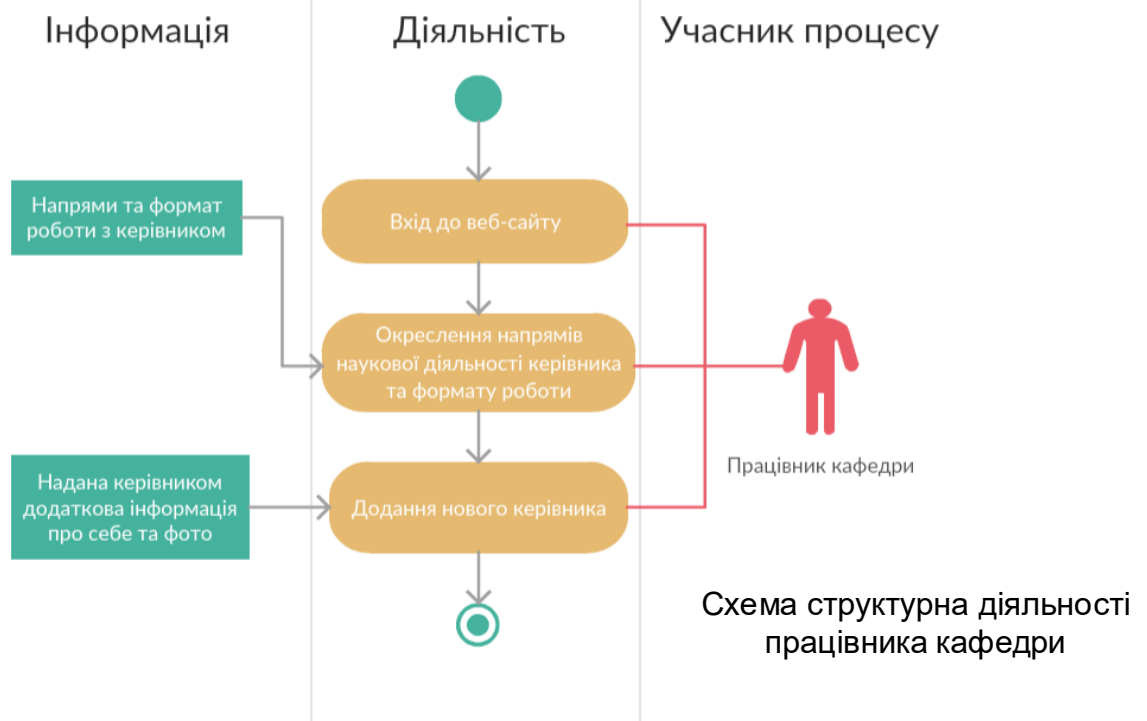 Інформація
Діяльність
Учасник процесу
Напрями та формат
роботи з керівником
Вхід до веб-сайту
Окреслення напрямів
наукової діяльності керівника
та формату роботи
Працівник кафедри
Надана керівником
додаткова інформація
про себе та фото
Додання нового керівника
Схема структурна діяльності
працівника кафедри